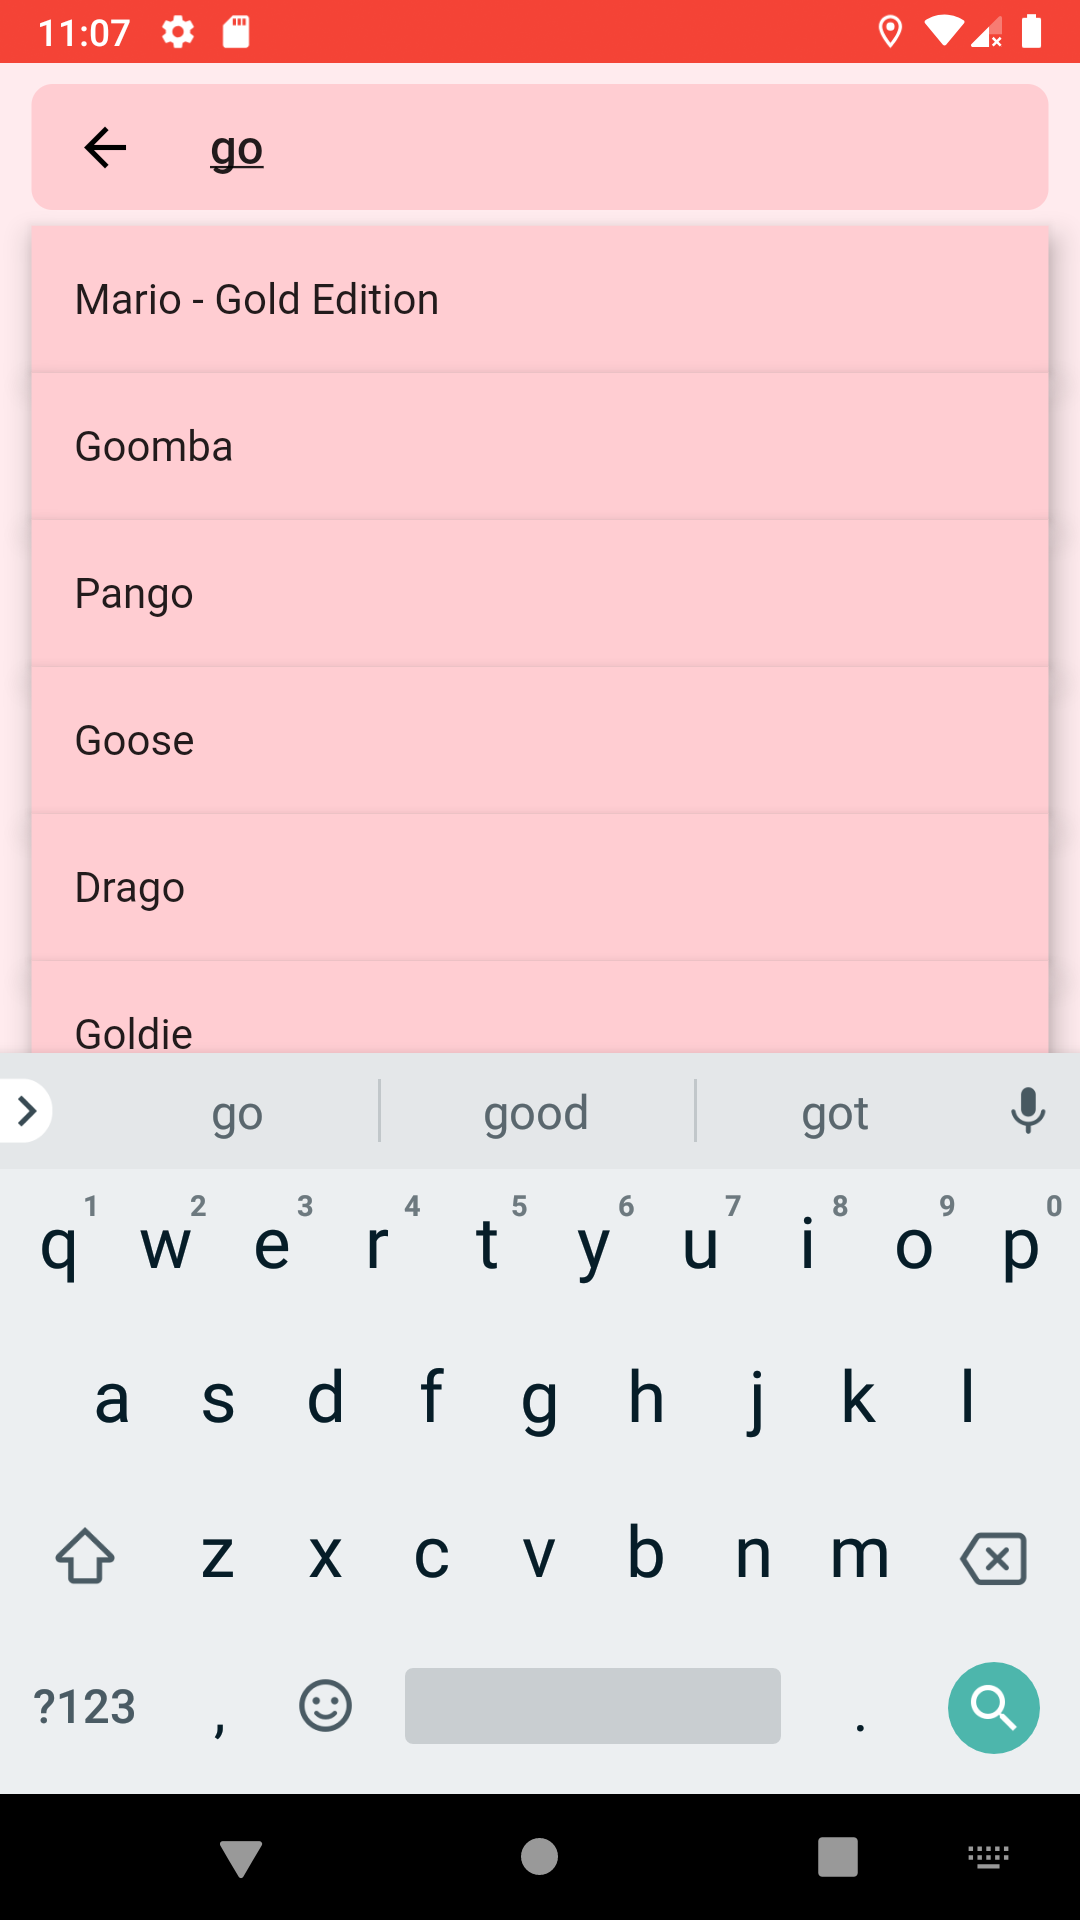 11:07
go
Mario - Gold Edition
Goomba
Pango
Goose
Drago
Goldie
go good got
1 2 3 4 5 6 7 8 9 0
q w e r t y u i o p
a s d f g h j k l
z x c v b n m
?123 , .